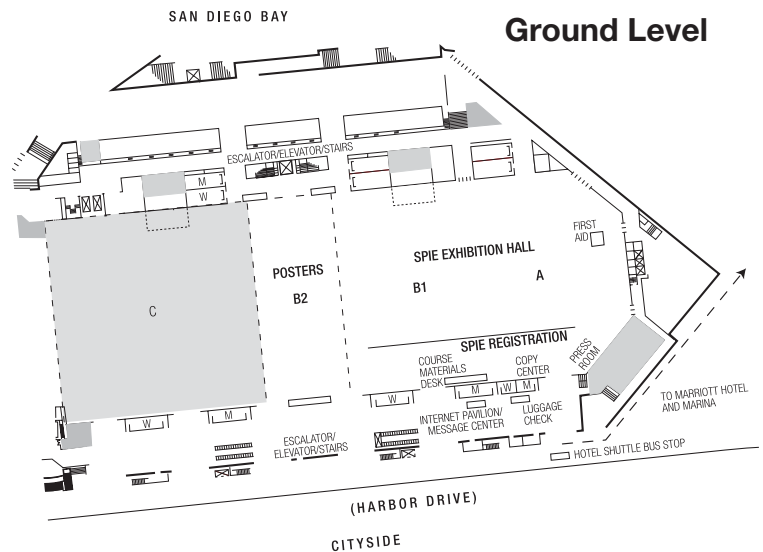 SAN DIEGO BAY
Ground Level
ESCALATOR/ELEVATOR/STAIRS
M
W
FIRST
AID
SPIE EXHIBITION HALL
POSTERS
B2
B1
A
C
SPIE REGISTRATION
COURSE
MATERIALS
DESK
COPY
CENTER
PRESS
ROOM
M
W
M
W
M
W
INTERNET PAVILION/
MESSAGE CENTER
LUGGAGE
CHECK
TO MARRIOTT HOTEL
AND MARINA
ESCALATOR/
ELEVATOR/STAIRS
HOTEL SHUTTLE BUS STOP
(HARBOR DRIVE)
CITYSIDE